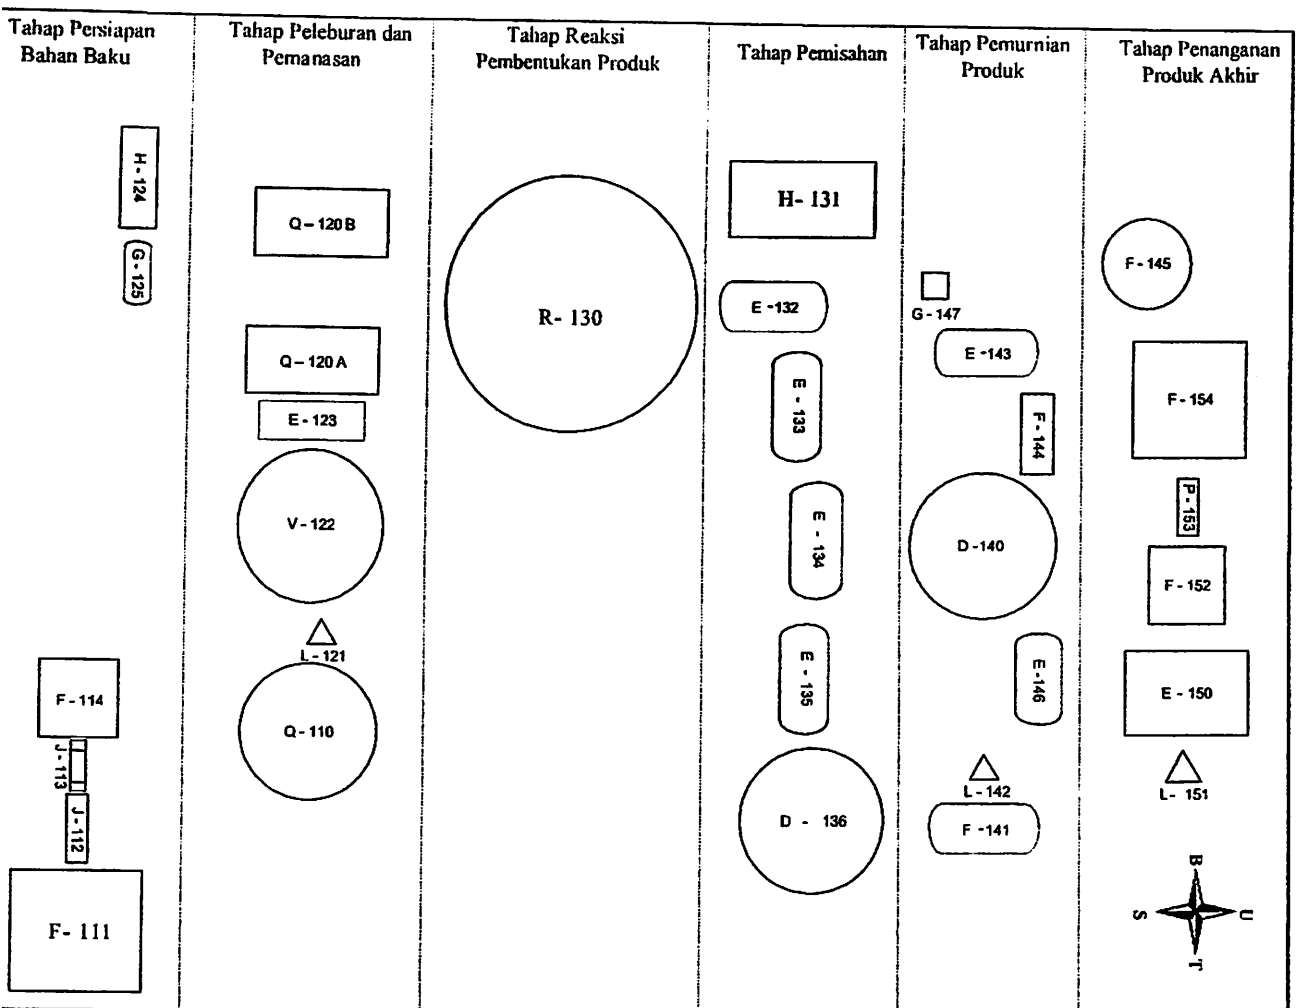 Tahap Persiapan
Bahan Baku
H - 124
G - 125
F - 114
J - 113
J - 112
F- 111
Tahap Peleburan dan
Pemanasan
Q – 120 B
Q – 120 A
E - 123
V - 122
L - 121
Q - 110
Tahap Reaksi
Pembentukan Produk
R- 130
Tahap Pemisahan
H- 131
E -132
E - 133
E - 134
E - 135
D - 136
Tahap Pemurnian
Produk
G - 147
E -143
F - 144
D -140
E -146
L - 142
F -141
Tahap Penanganan
Produk Akhir
F - 145
F - 154
P - 153
F - 152
E - 150
L- 151
B
S
U
T